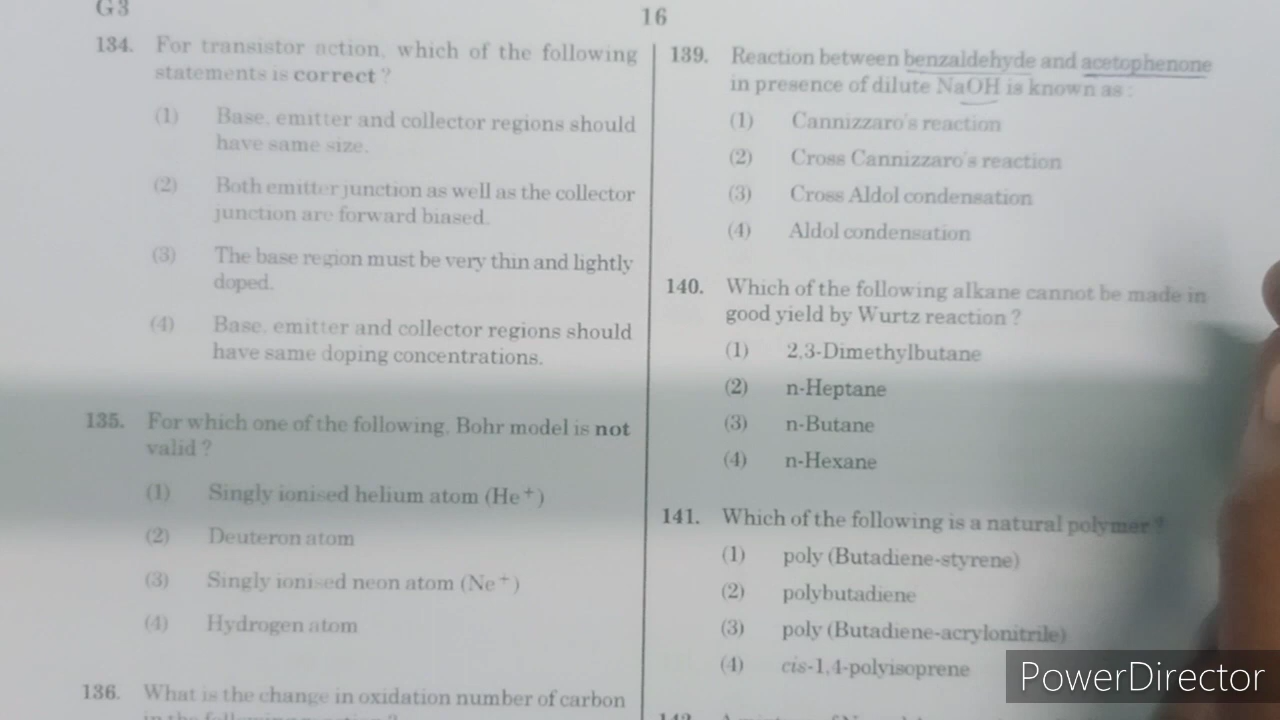 G3
16
134. For transistor action, which of the following
statements is correct ?
(1) Base, emitter and collector regions should
have same size.
(2) Both emitter junction as well as the collector
junction are forward biased.
(3) The base region must be very thin and lightly
doped.
(4) Base, emitter and collector regions should
have same doping concentrations.
135. For which one of the following, Bohr model is not
valid ?
(1) Singly ionised helium atom (He+)
(2) Deuteron atom
(3) Singly ionised neon atom (Ne+)
(4) Hydrogen atom
136. What is the change in oxidation number of carbon
in the following
139. Reaction between benzaldehyde and acetophenone
in presence of dilute NaOH is known as :
(1) Cannizzaro's reaction
(2) Cross Cannizzaro's reaction
(3) Cross Aldol condensation
(4) Aldol condensation
140. Which of the following alkane cannot be made in
good yield by Wurtz reaction ?
(1) 2,3-Dimethylbutane
(2) n-Heptane
(3) n-Butane
(4) n-Hexane
141. Which of the following is a natural polymer ?
(1) poly (Butadiene-styrene)
(2) polybutadiene
(3) poly (Butadiene-acrylonitrile)
(4) cis-1,4-polyisoprene
PowerDirector